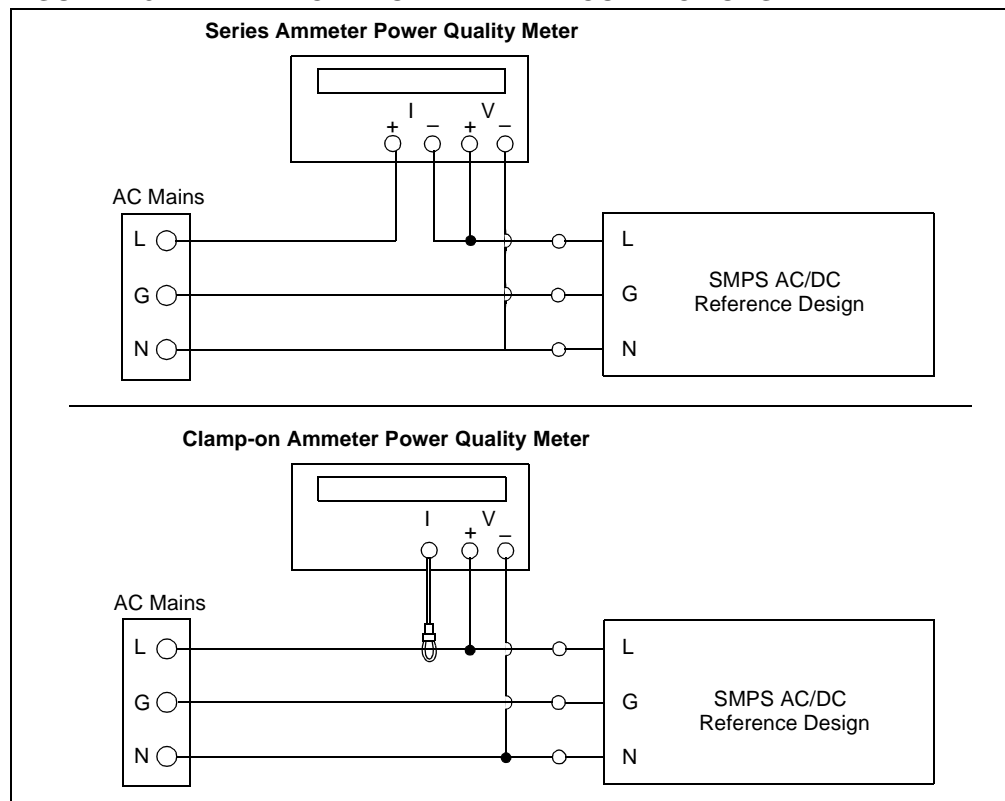 Series Ammeter Power Quality Meter
I V
+ – + –
AC Mains
L L
G G
N N
SMPS AC/DC
Reference Design
Clamp-on Ammeter Power Quality Meter
I V
+ –
AC Mains
L L
G G
N N
SMPS AC/DC
Reference Design